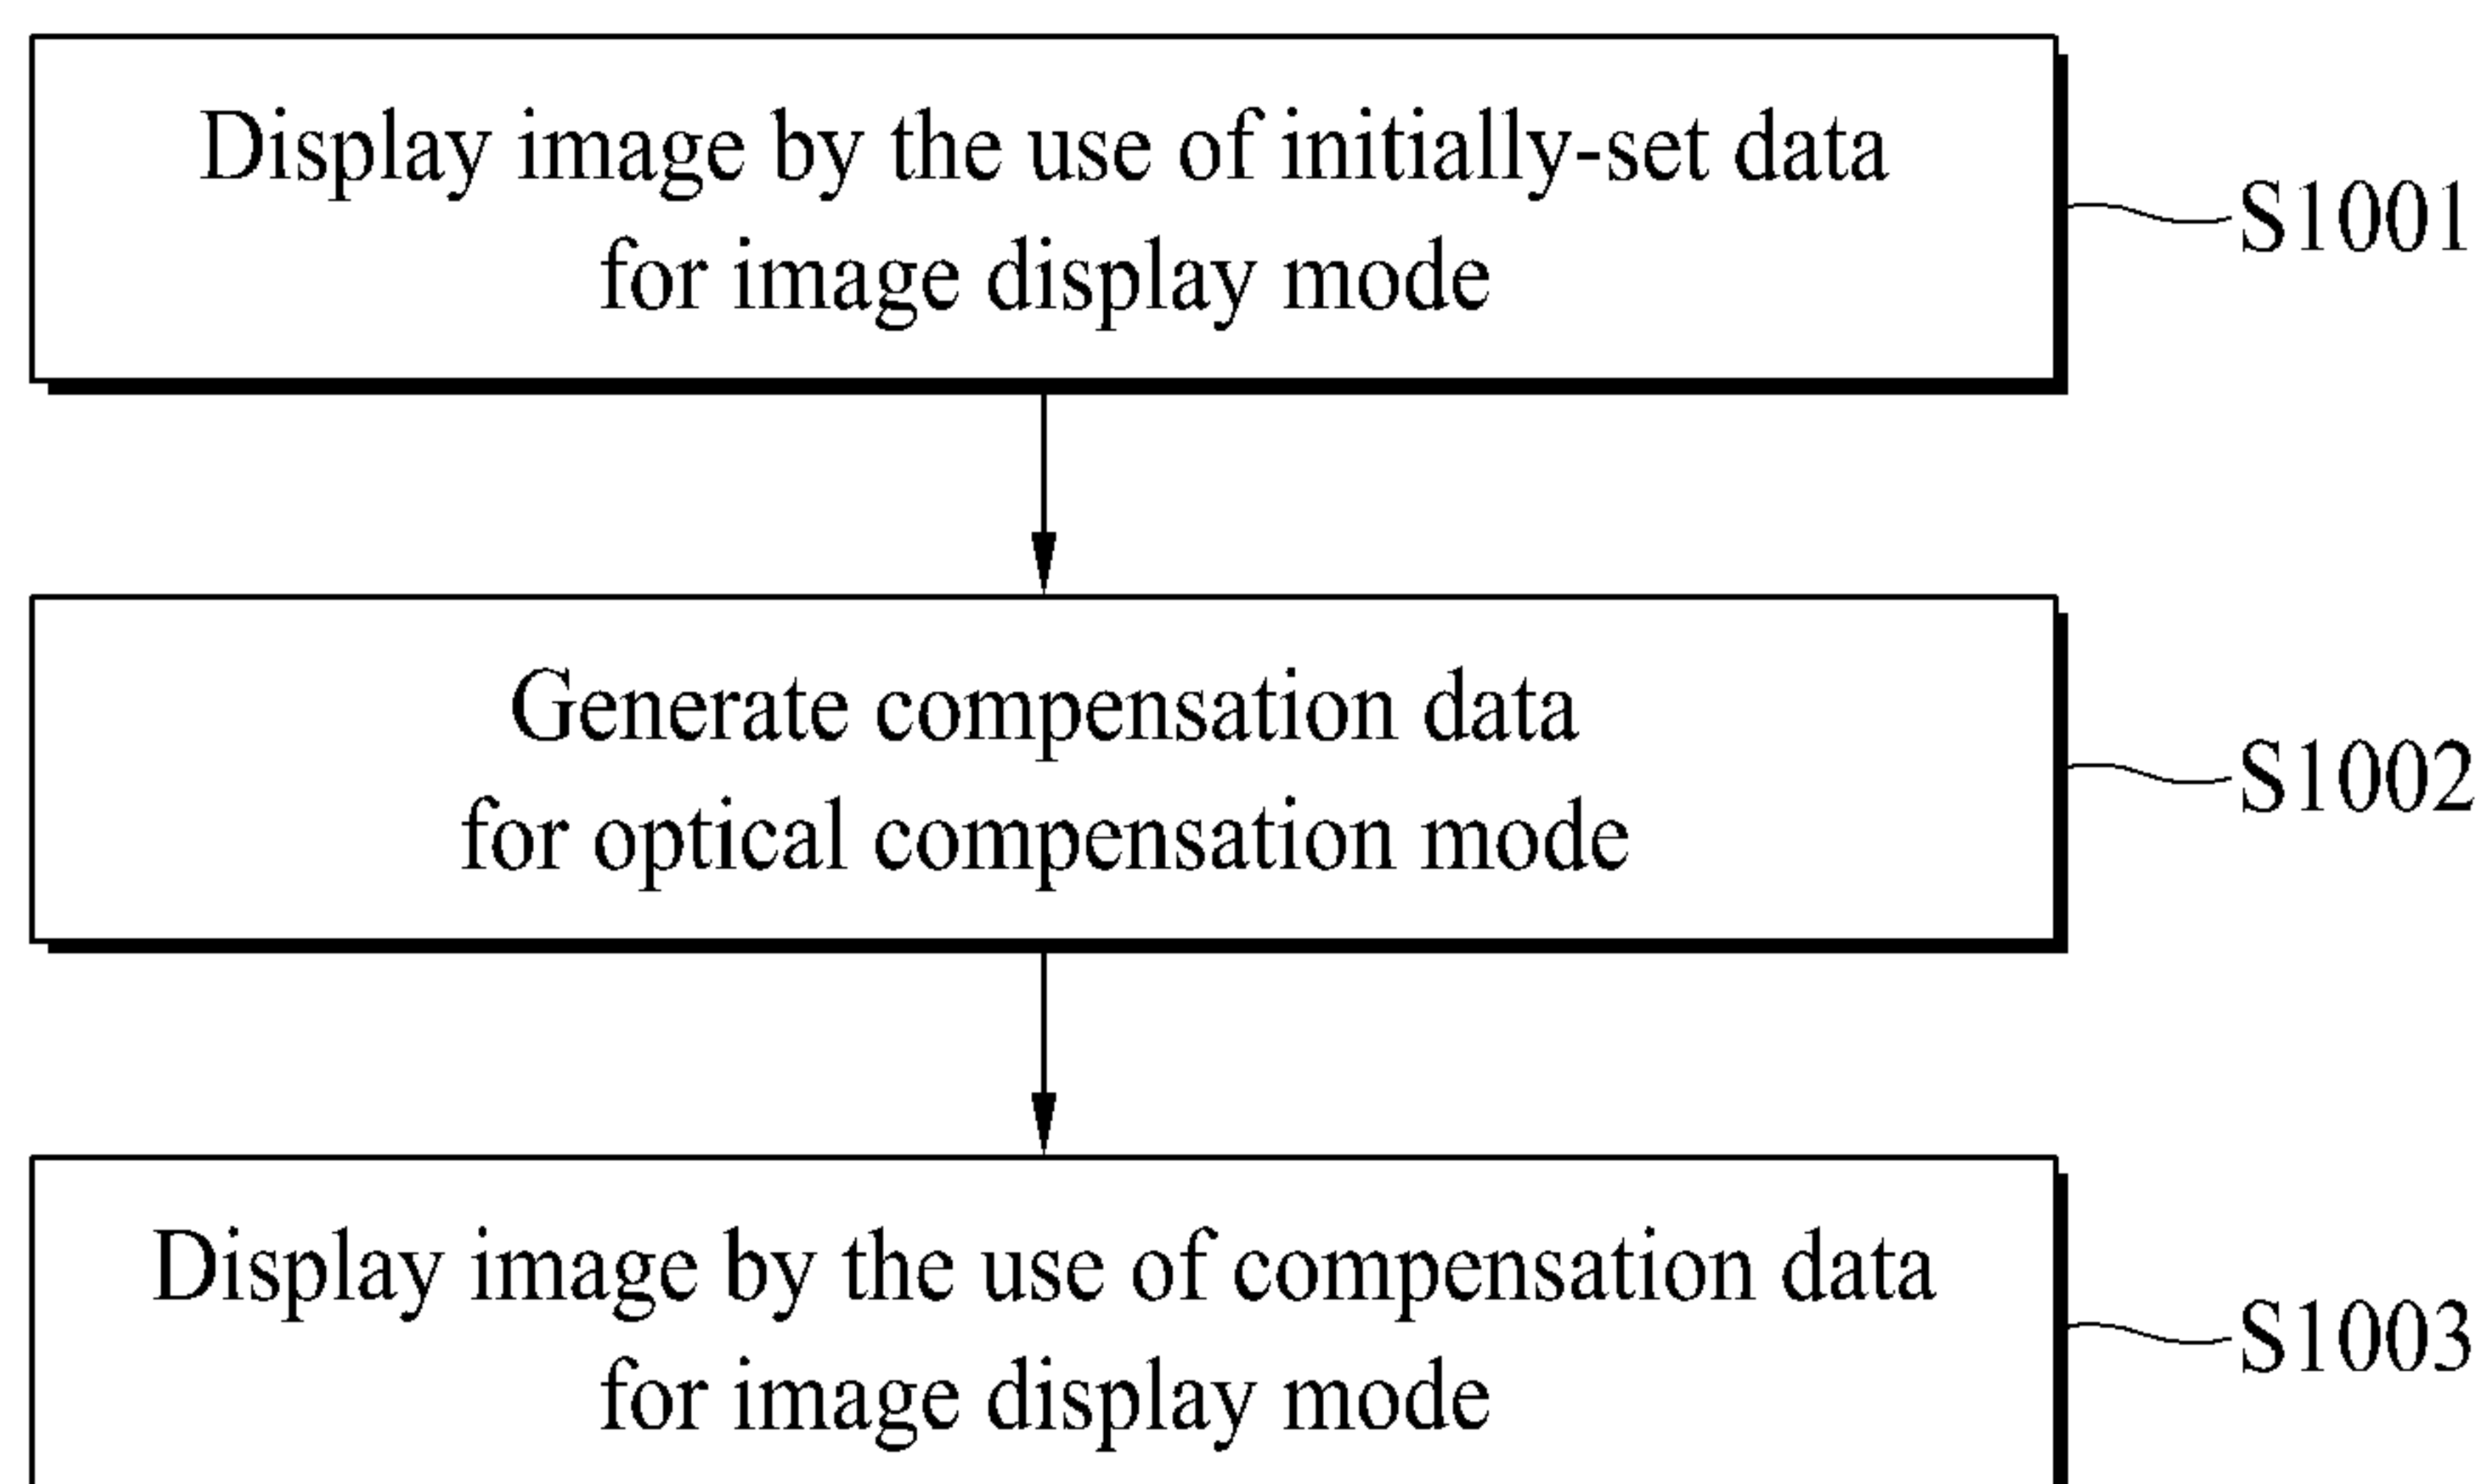 Display image by the use of initially-set data
for image display mode
S1001
Generate compensation data
for optical compensation mode
S1002
Display image by the use of compensation data
for image display mode
S1003